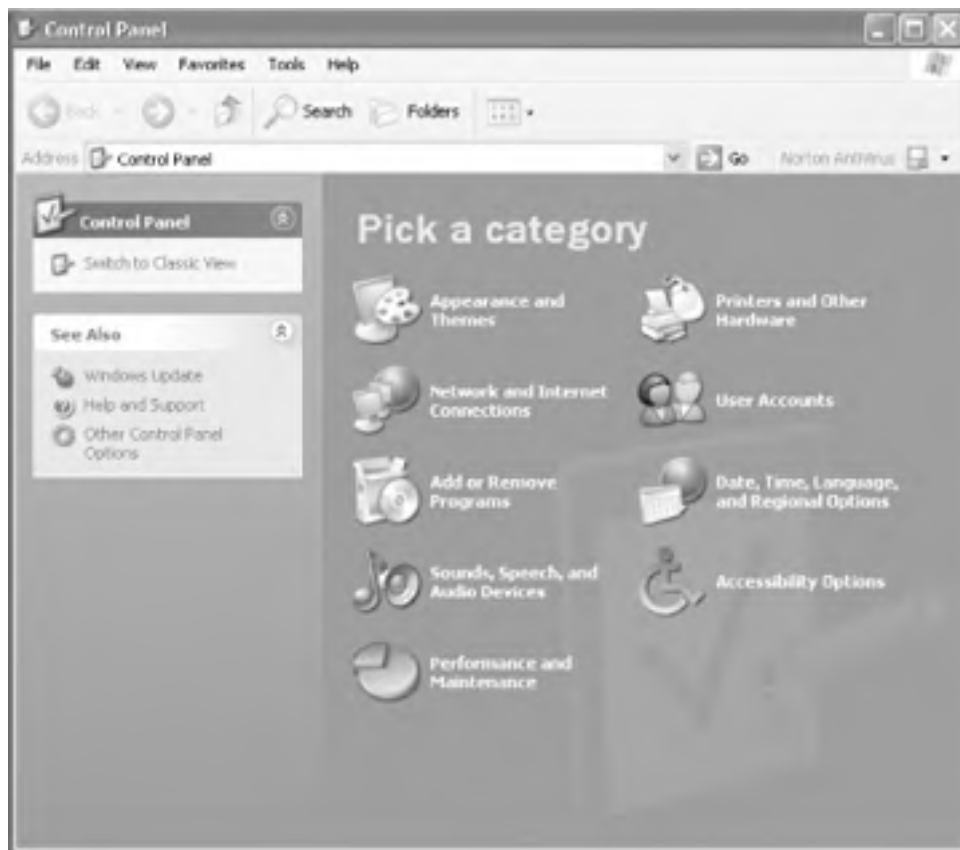 Control Panel
File Edit View Favorites Tools Help
Back Search Folders
Address Control Panel Go Norton AntiVirus
Control Panel
Switch to Classic View
See Also
Windows Update
Help and Support
Other Control Panel
Options
Pick a category
Appearance and
Themes
Printers and Other
Hardware
Network and Internet
Connections
User Accounts
Add or Remove
Programs
Date, Time, Language,
and Regional Options
Sounds, Speech, and
Audio Devices
Accessibility Options
Performance and
Maintenance